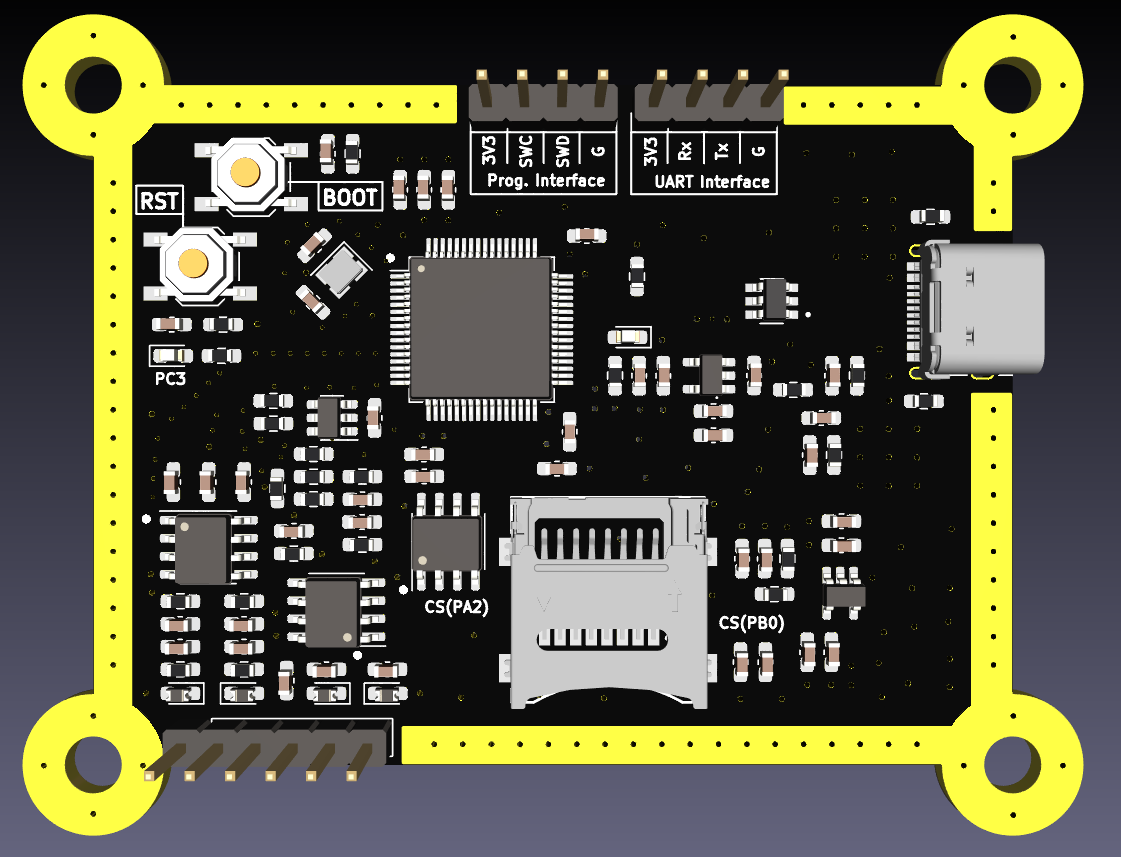 3V3 SWC SWD G
Prog. Interface
3V3 Rx Tx G
UART Interface
BOOT
RST
PC3
CS(PA2)
CS(PB0)